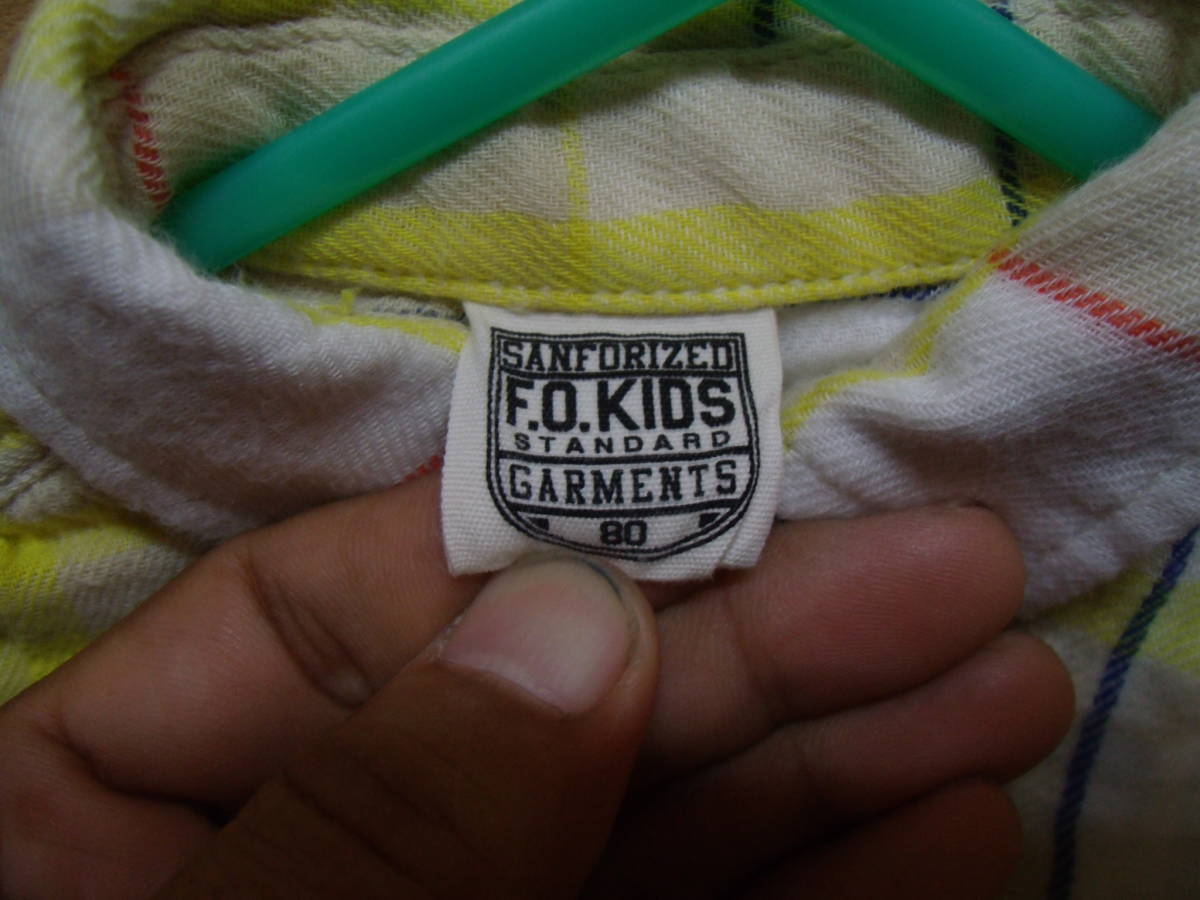 SANFORIZED
F.O.KIDS
STANDARD
GARMENTS
80